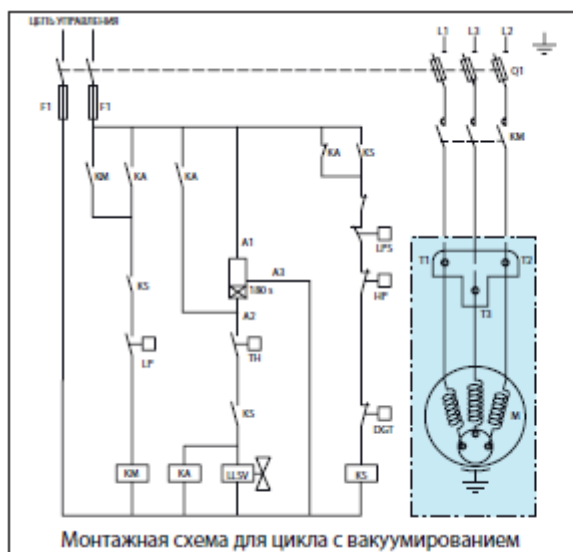 ЦЕПЬ УПРАВЛЕНИЯ
L1 L3 L2
Q1
F1 F1
KM
KA KS
KM KA KA
LPS
A1
A3
HP
T1 T2
180 s
KS
A2
T3
LP
TH
KS
DGT
M
KM KA LLSV KS
Монтажная схема для цикла с вакуумированием